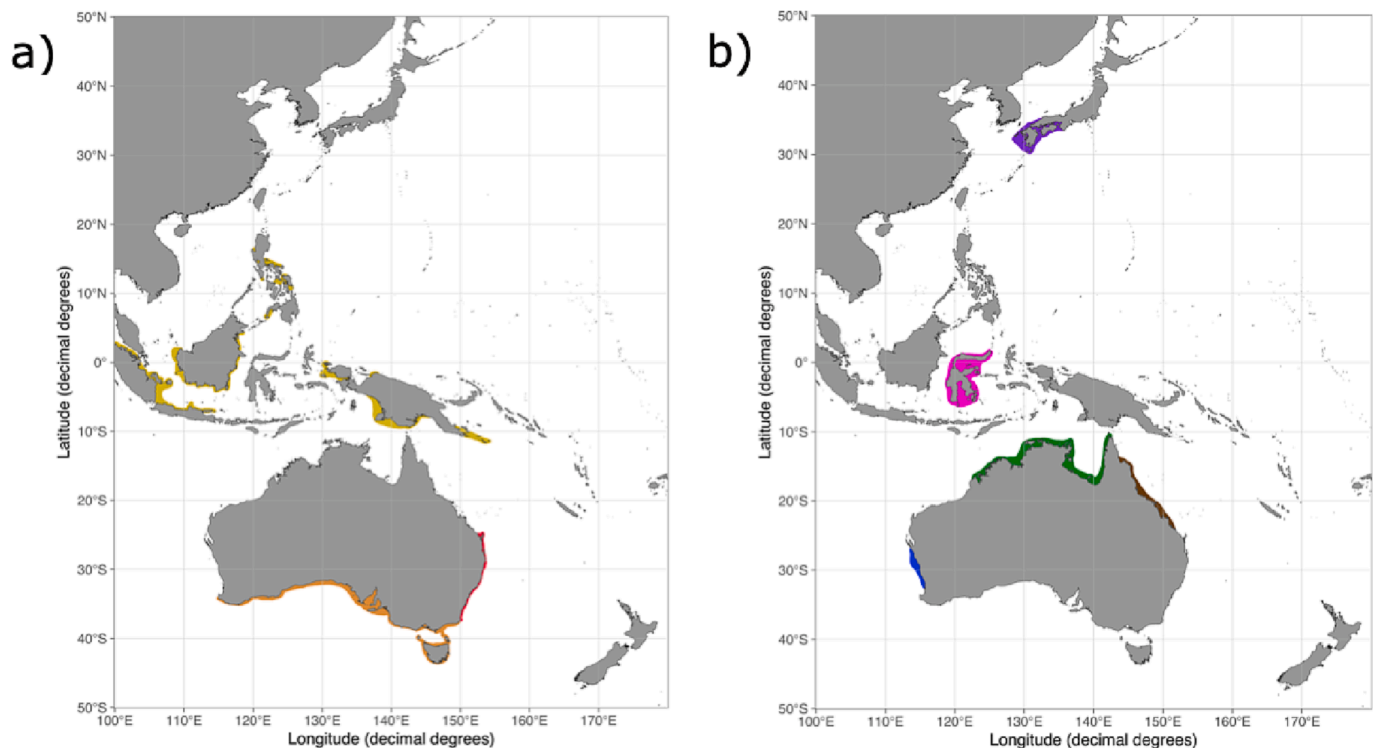 a)
50°N
40°N
30°N
20°N
10°N
0°
10°S
20°S
30°S
40°S
50°S
Latitude (decimal degrees)
100°E 110°E 120°E 130°E 140°E 150°E 160°E 170°E
Longitude (decimal degrees)
b)
50°N
40°N
30°N
20°N
10°N
0°
10°S
20°S
30°S
40°S
50°S
Latitude (decimal degrees)
100°E 110°E 120°E 130°E 140°E 150°E 160°E 170°E
Longitude (decimal degrees)